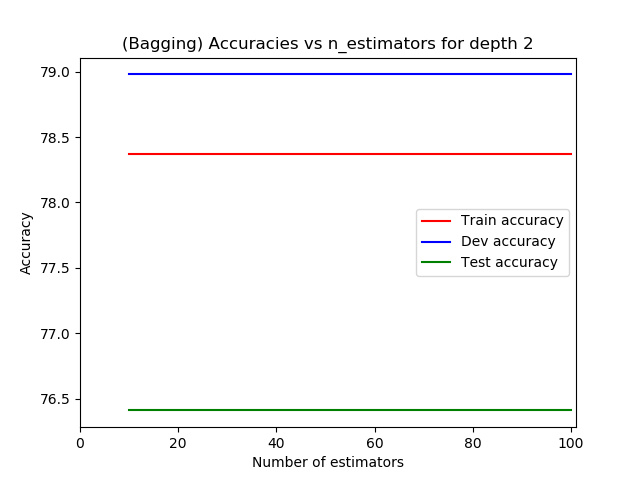 (Bagging) Accuracies vs n_estimators for depth 2
Accuracy
79.0
78.5
78.0
77.5
77.0
76.5
Train accuracy
Dev accuracy
Test accuracy
0 20 40 60 80 100
Number of estimators